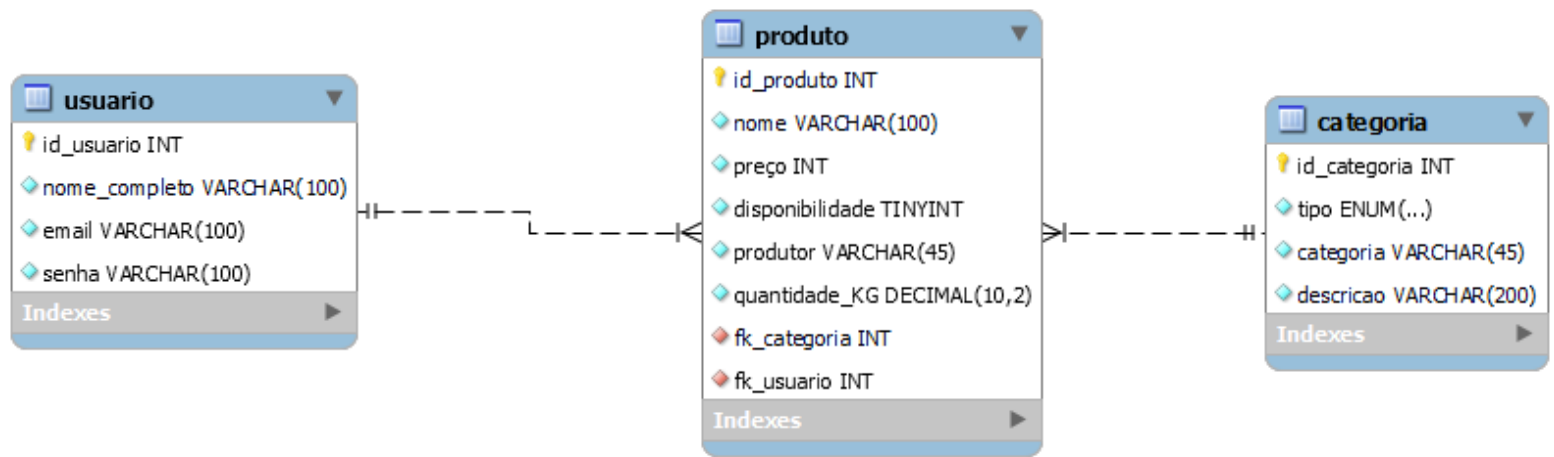 usuario
id_usuario INT
nome_completo VARCHAR(100)
email VARCHAR(100)
senha VARCHAR(100)
Indexes
produto
id_produto INT
nome VARCHAR(100)
preço INT
disponibilidade TINYINT
produtor VARCHAR(45)
quantidade_KG DECIMAL(10,2)
fk_categoria INT
fk_usuario INT
Indexes
categoria
id_categoria INT
tipo ENUM(...)
categoria VARCHAR(45)
descricao VARCHAR(200)
Indexes